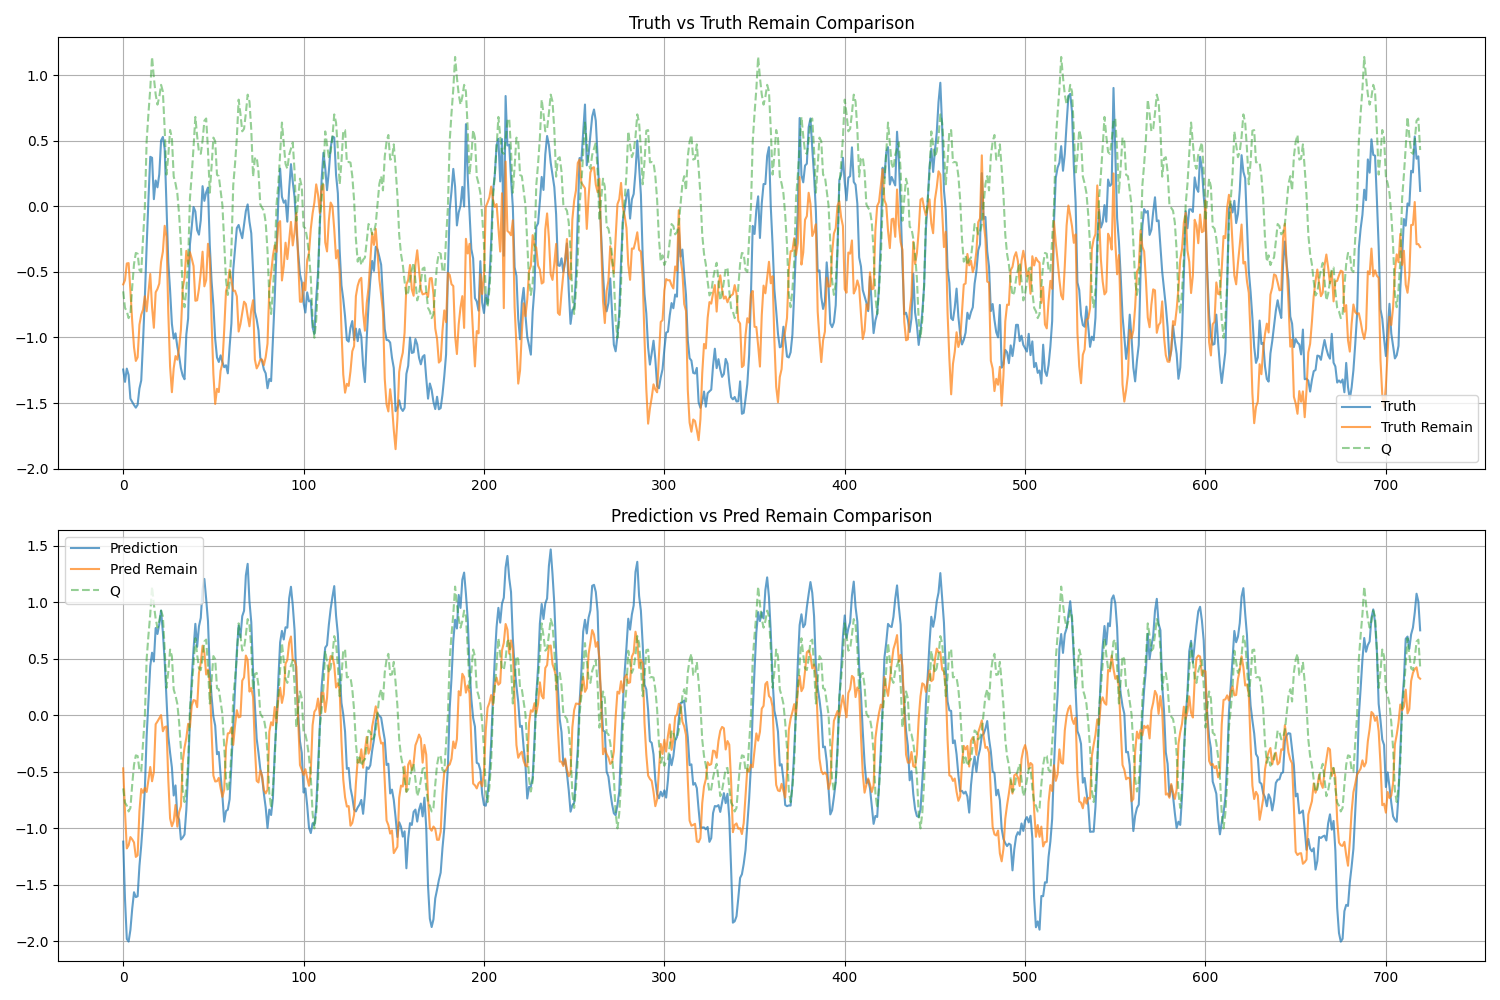 Truth vs Truth Remain Comparison
1.0
0.5
0.0
−0.5
−1.0
−1.5
−2.0
0 100 200 300 400 500 600 700
Truth
Truth Remain
Q
Prediction vs Pred Remain Comparison
1.5
1.0
0.5
0.0
−0.5
−1.0
−1.5
−2.0
Prediction
Pred Remain
Q
0 100 200 300 400 500 600 700